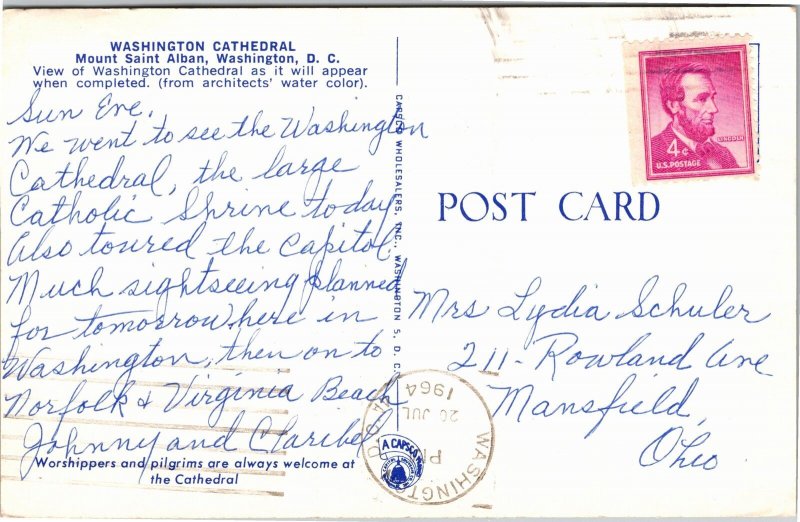 WASHINGTON CATHEDRAL
Mount Saint Alban, Washington, D. C.
View of Washington Cathedral as it will appear
when completed. (from architects' water color).
Sun Eve,
We went to see the Washington
Cathedral, the large
Catholic Shrine today
Also toured the Capitol.
Much sightseeing planned
for tomorrow here in
Washington, then on to
Norfolk & Virginia Beach
Johnny and Claribel
Worshippers and pilgrims are always welcome at
the Cathedral
CAPSCO WHOLESALERS, INC., WASHINGTON 5, D. C.
A CAPSCO
4¢
LINCOLN
U.S. POSTAGE
POST CARD
Mrs Lydia Schuler
211 - Rowland Ave
Mansfield,
Ohio
WASHINGTON, D.C.
PM
20 JUL
1964